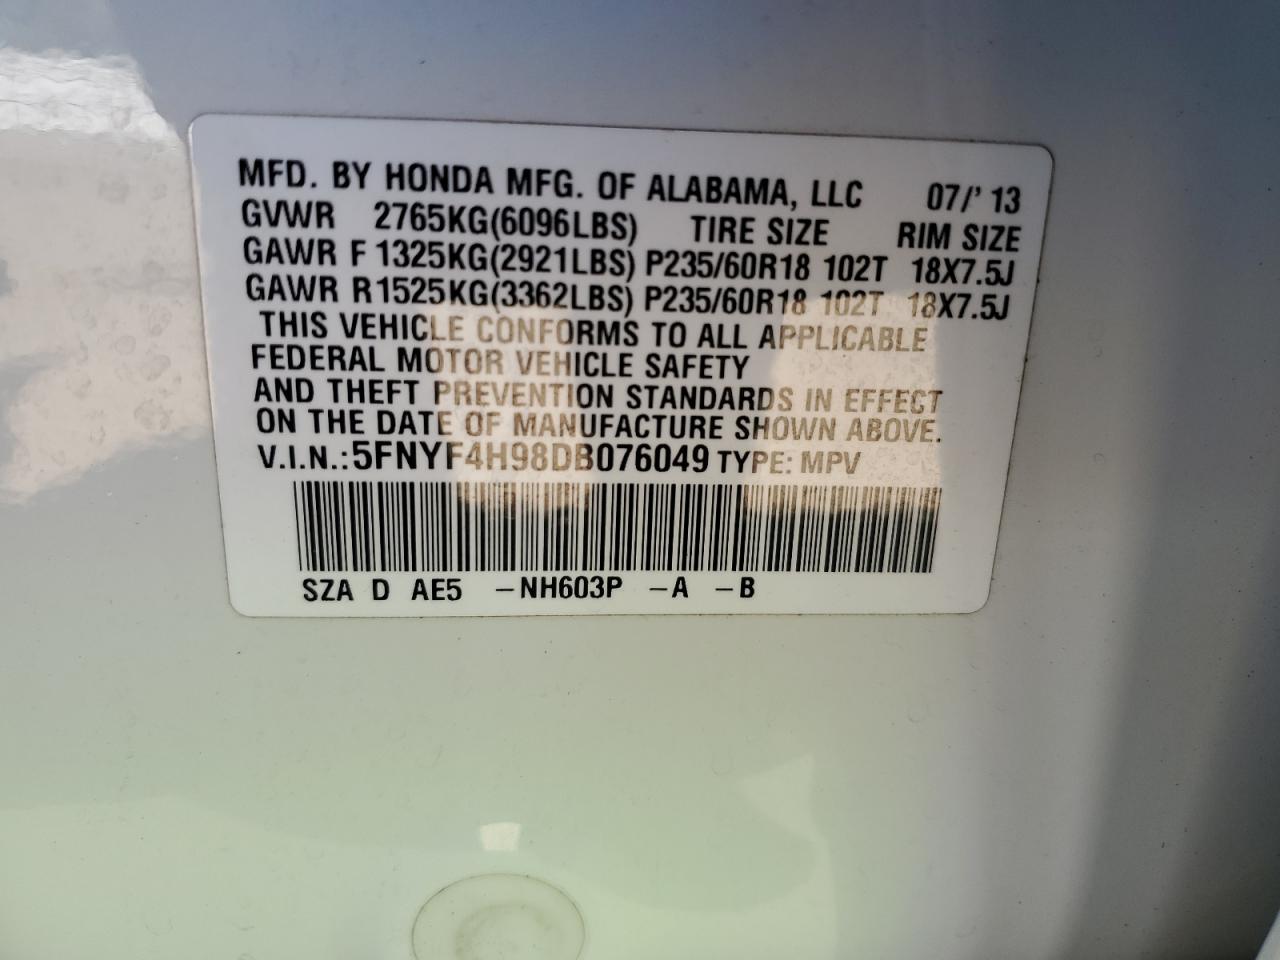 MFD. BY HONDA MFG. OF ALABAMA, LLC 07/'13
GVWR 2765KG(6096LBS) TIRE SIZE RIM SIZE
GAWR F 1325KG(2921LBS) P235/60R18 102T 18X7.5J
GAWR R1525KG(3362LBS) P235/60R18 102T 18X7.5J
THIS VEHICLE CONFORMS TO ALL APPLICABLE
FEDERAL MOTOR VEHICLE SAFETY
AND THEFT PREVENTION STANDARDS IN EFFECT
ON THE DATE OF MANUFACTURE SHOWN ABOVE.
V.I.N.:5FNYF4H98DB076049 TYPE: MPV
SZA D AE5 -NH603P -A -B